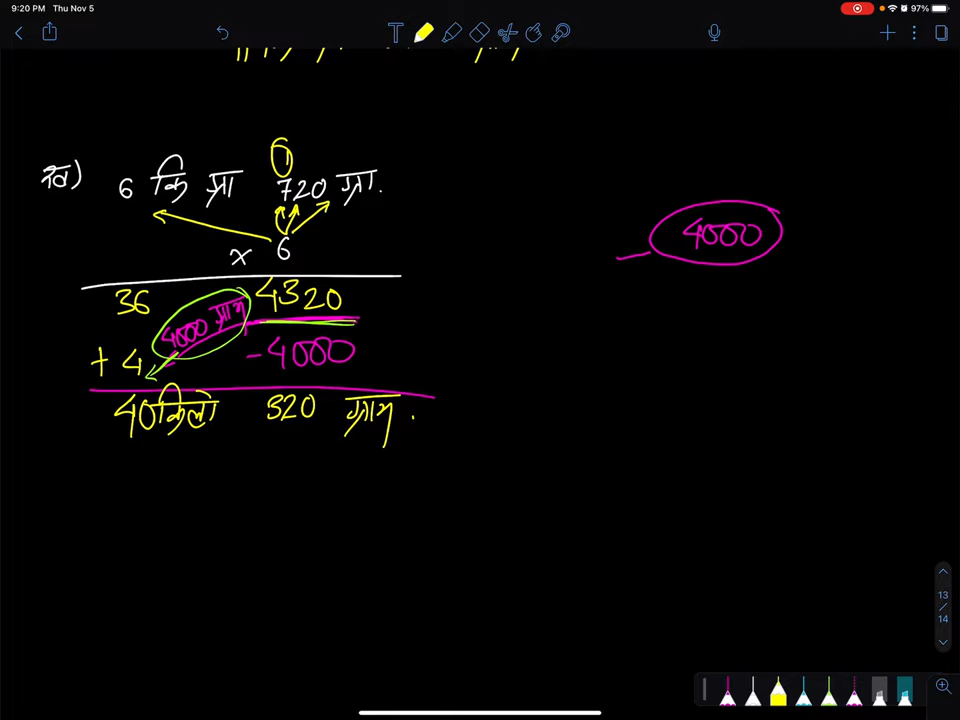 9:20 PM Thu Nov 5
97%
ख) 6 कि ग्रा 720 ग्रा.
x 6
36 4320
4000 ग्राम
+ 4 - 4000
40 किलो 320 ग्राम.
4000
13
/
14